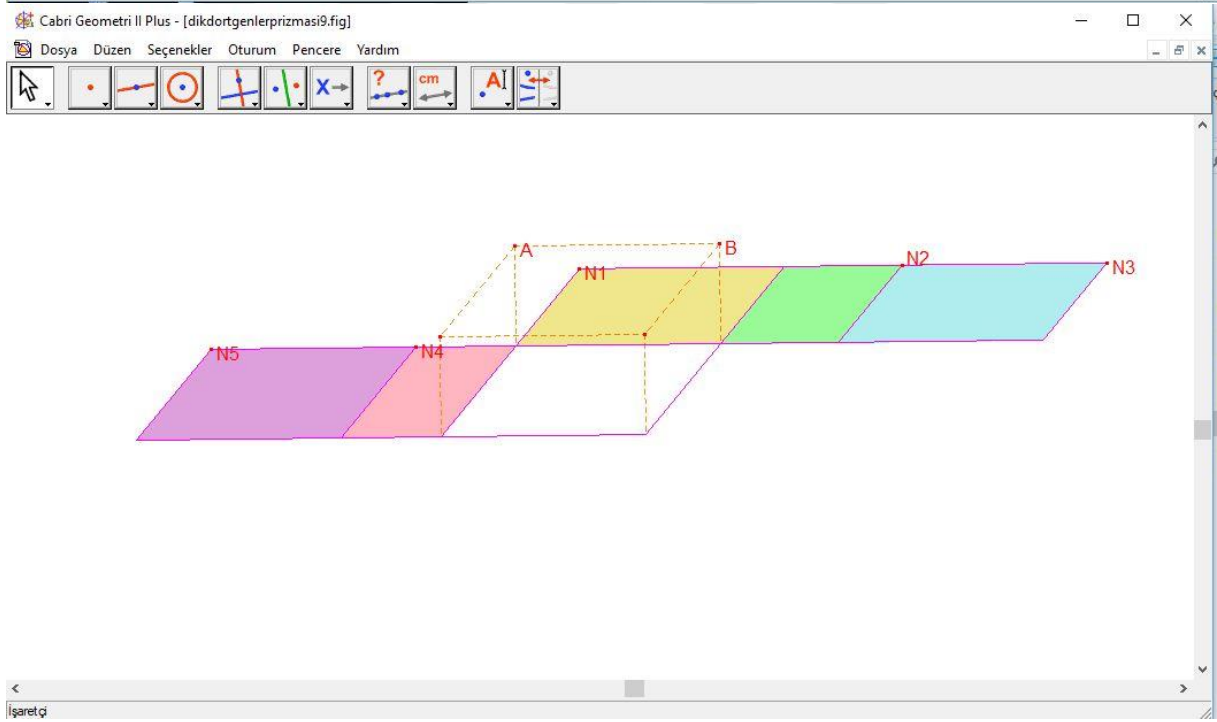 Cabri Geometri II Plus - [dikdortgenlerprizmasi9.fig]
Dosya Düzen Seçenekler Oturum Pencere Yardım
X ? cm A
A
B
N1
N2
N3
N5
N4
İşaretçi